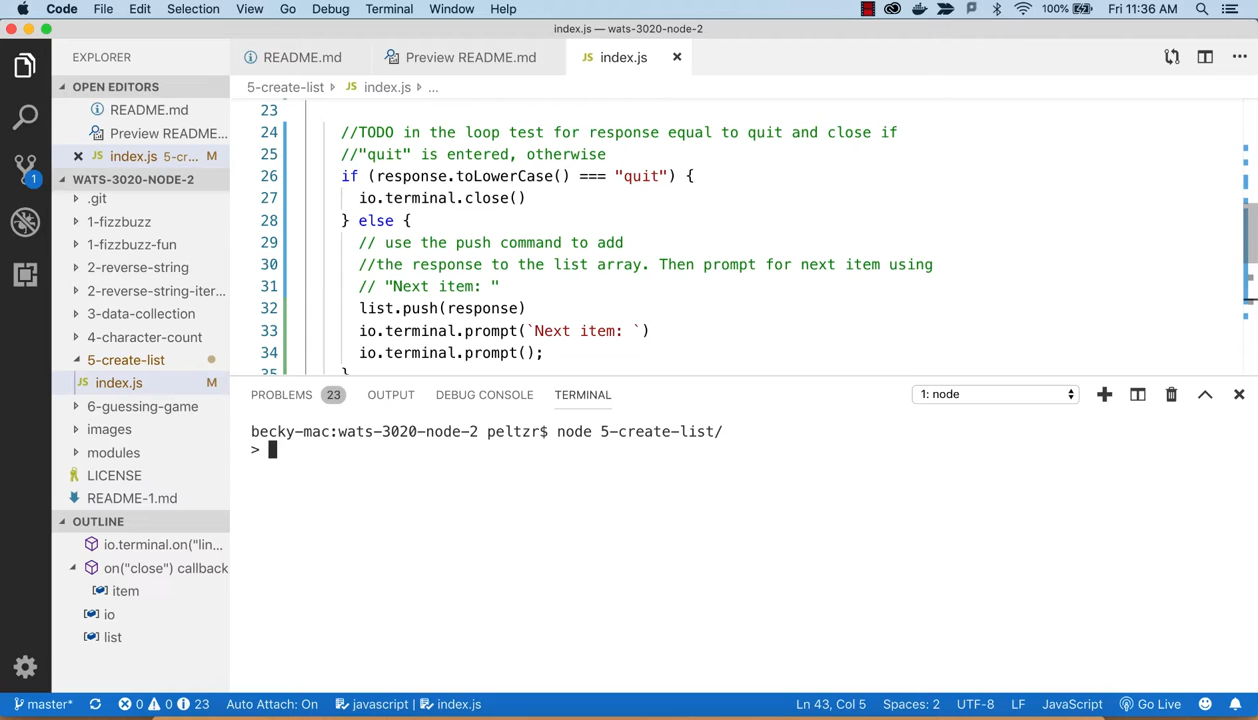 Code File Edit Selection View Go Debug Terminal Window Help 100% Fri 11:36 AM
index.js — wats-3020-node-2
EXPLORER
OPEN EDITORS
README.md
Preview README...
index.js 5-cr... M
WATS-3020-NODE-2
.git
1-fizzbuzz
2-fizzbuzz-fun
2-reverse-string
2-reverse-string-iter...
3-data-collection
4-character-count
5-create-list
JS index.js M
6-guessing-game
images
modules
LICENSE
README-1.md
OUTLINE
io.terminal.on("lin...
on("close") callback
item
io
list
README.md Preview README.md JS index.js
5-create-list JS index.js ...
23
24 //TODO in the loop test for response equal to quit and close if
25 //"quit" is entered, otherwise
26 if (response.toLowerCase() === "quit") {
27 io.terminal.close()
28 } else {
29 // use the push command to add
30 //the response to the list array. Then prompt for next item using
31 // "Next item: "
32 list.push(response)
33 io.terminal.prompt(`Next item: `)
34 io.terminal.prompt();
35 }
PROBLEMS 23 OUTPUT DEBUG CONSOLE TERMINAL 1: node
becky-mac:wats-3020-node-2 peltzr$ node 5-create-list/
>
1
master* 0 0 23 Auto Attach: On javascript | index.js Ln 43, Col 5 Spaces: 2 UTF-8 LF JavaScript Go Live